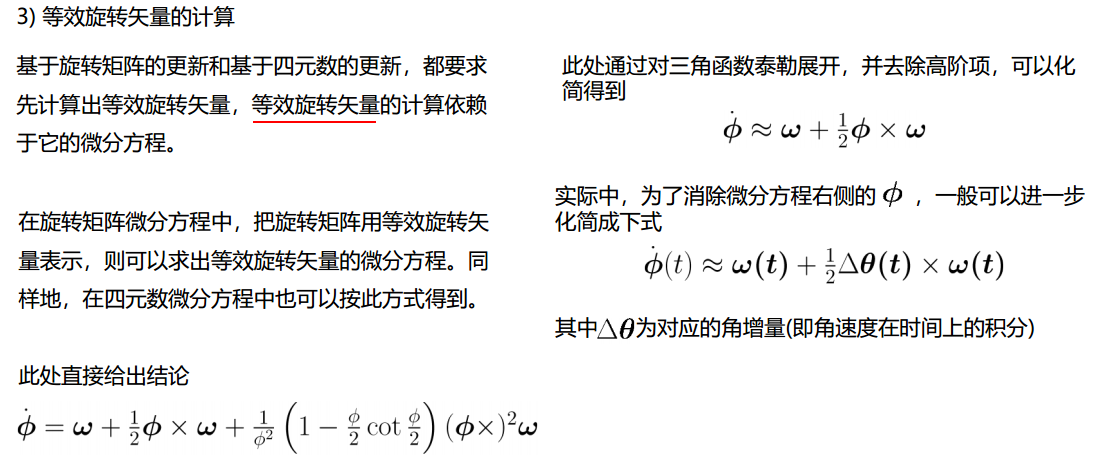 3) 等效旋转矢量的计算
基于旋转矩阵的更新和基于四元数的更新，都要求
先计算出等效旋转矢量，等效旋转矢量的计算依赖
于它的微分方程。
在旋转矩阵微分方程中，把旋转矩阵用等效旋转矢
量表示，则可以求出等效旋转矢量的微分方程。同
样地，在四元数微分方程中也可以按此方式得到。
此处直接给出结论
$\dot{\boldsymbol{\phi}} = \boldsymbol{\omega} + \frac{1}{2}\boldsymbol{\phi} \times \boldsymbol{\omega} + \frac{1}{\phi^2}\left(1 - \frac{\phi}{2}\cot\frac{\phi}{2}\right)(\boldsymbol{\phi}\times)^2\boldsymbol{\omega}$
此处通过对三角函数泰勒展开，并去除高阶项，可以化
简得到
$\dot{\boldsymbol{\phi}} \approx \boldsymbol{\omega} + \frac{1}{2}\boldsymbol{\phi} \times \boldsymbol{\omega}$
实际中，为了消除微分方程右侧的 $\boldsymbol{\phi}$ ，一般可以进一步
化简成下式
$\dot{\boldsymbol{\phi}}(t) \approx \boldsymbol{\omega(t)} + \frac{1}{2}\Delta\boldsymbol{\theta(t)} \times \boldsymbol{\omega(t)}$
其中$\Delta\boldsymbol{\theta}$为对应的角增量(即角速度在时间上的积分)